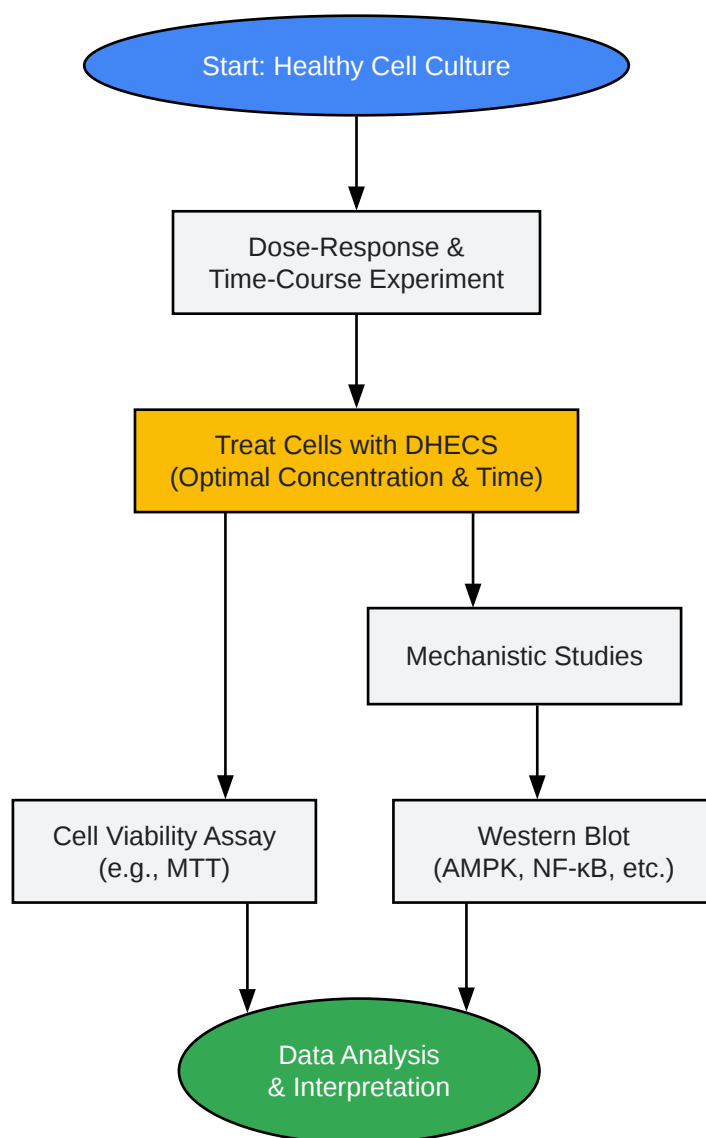 Start: Healthy Cell Culture
Dose-Response &
Time-Course Experiment
Treat Cells with DHECS
(Optimal Concentration & Time)
Mechanistic Studies
Cell Viability Assay
(e.g., MTT)
Western Blot
(AMPK, NF-κB, etc.)
Data Analysis
& Interpretation